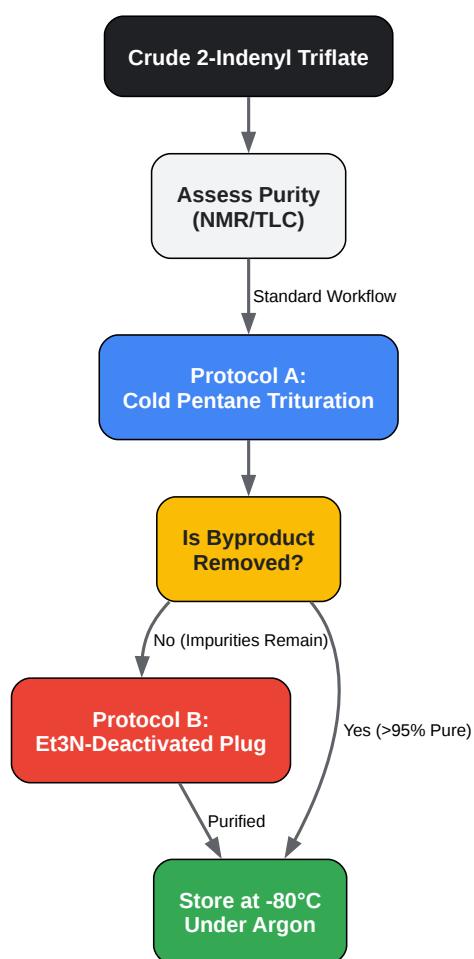 Crude 2-Indenyl Triflate
Assess Purity
(NMR/TLC)
Standard Workflow
Protocol A:
Cold Pentane Trituration
Is Byproduct
Removed?
No (Impurities Remain)
Yes (>95% Pure)
Protocol B:
Et3N-Deactivated Plug
Purified
Store at -80°C
Under Argon